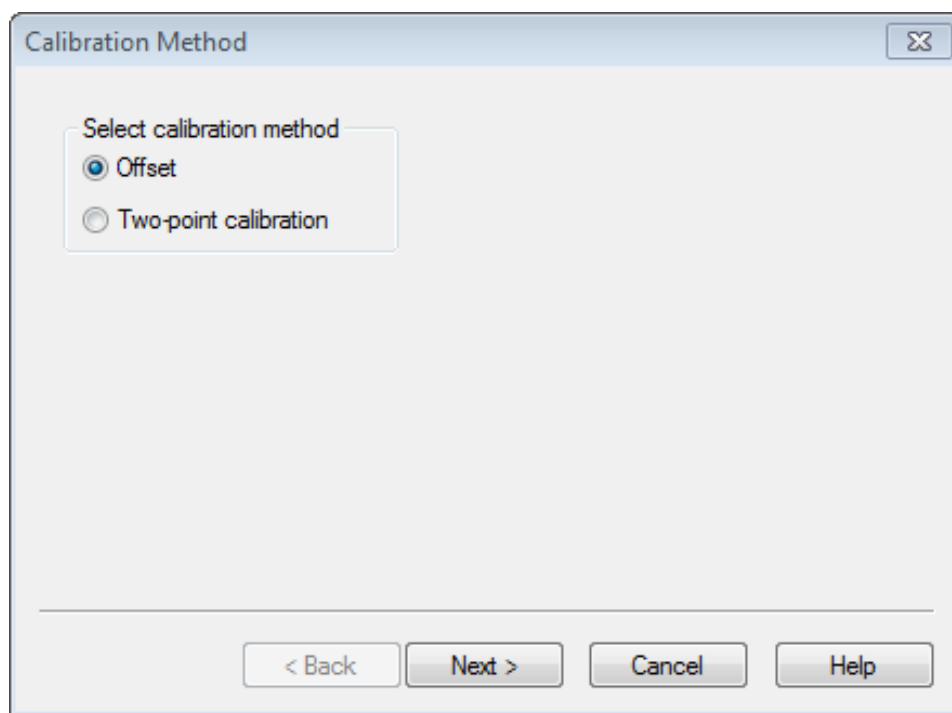 Calibration Method
Select calibration method
Offset
Two-point calibration
< Back Next > Cancel Help